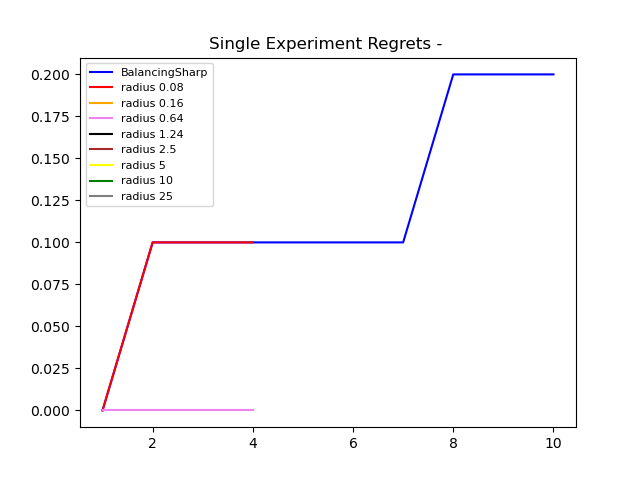 Single Experiment Regrets -
0.200
0.175
0.150
0.125
0.100
0.075
0.050
0.025
0.000
BalancingSharp
radius 0.08
radius 0.16
radius 0.64
radius 1.24
radius 2.5
radius 5
radius 10
radius 25
2 4 6 8 10